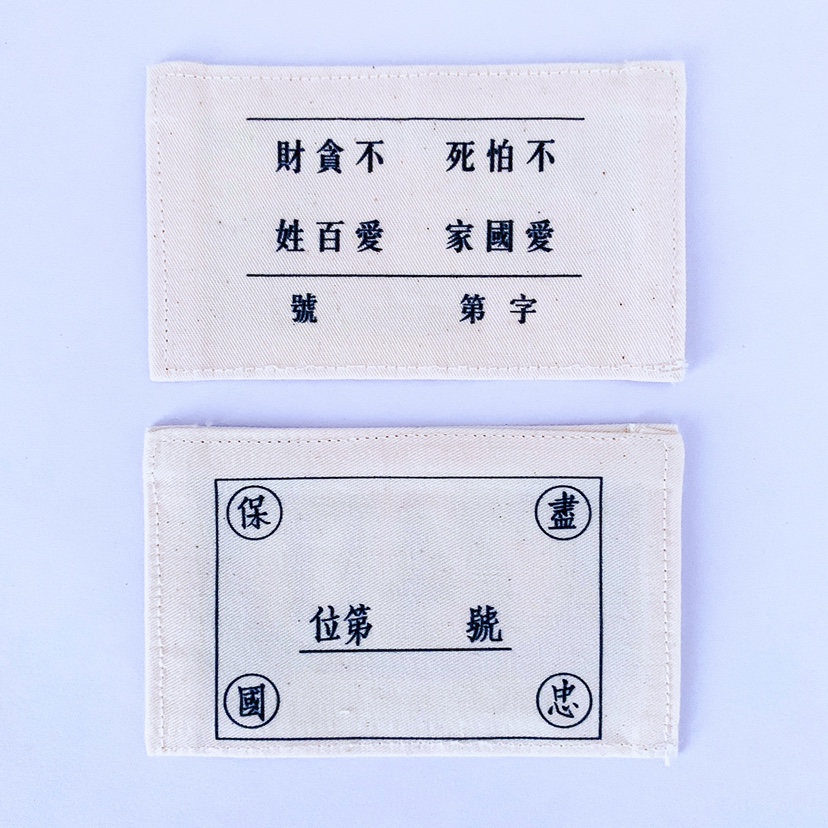 不怕死 不貪財
愛國家 愛百姓
字第 號
盡忠
保國
位第 號